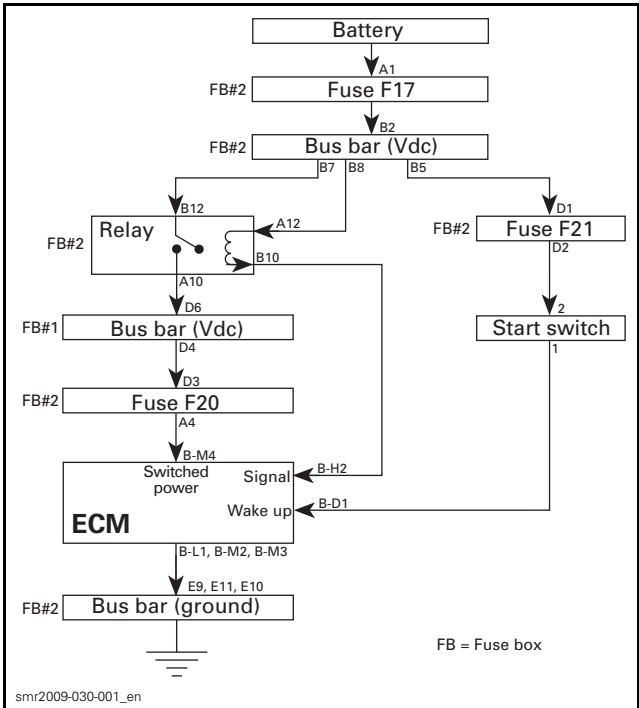 Battery
A1
FB#2 Fuse F17
B2
FB#2 Bus bar (Vdc)
B7 B8 B5
B12
A12
D1
FB#2 Relay
FB#2 Fuse F21
B10
D2
A10
D6
2
FB#1 Bus bar (Vdc)
Start switch
D4
1
D3
FB#2 Fuse F20
A4
B-M4
Switched
power
Signal
B-H2
Wake up
B-D1
ECM
B-L1, B-M2, B-M3
E9, E11, E10
FB#2 Bus bar (ground)
FB = Fuse box
smr2009-030-001_en